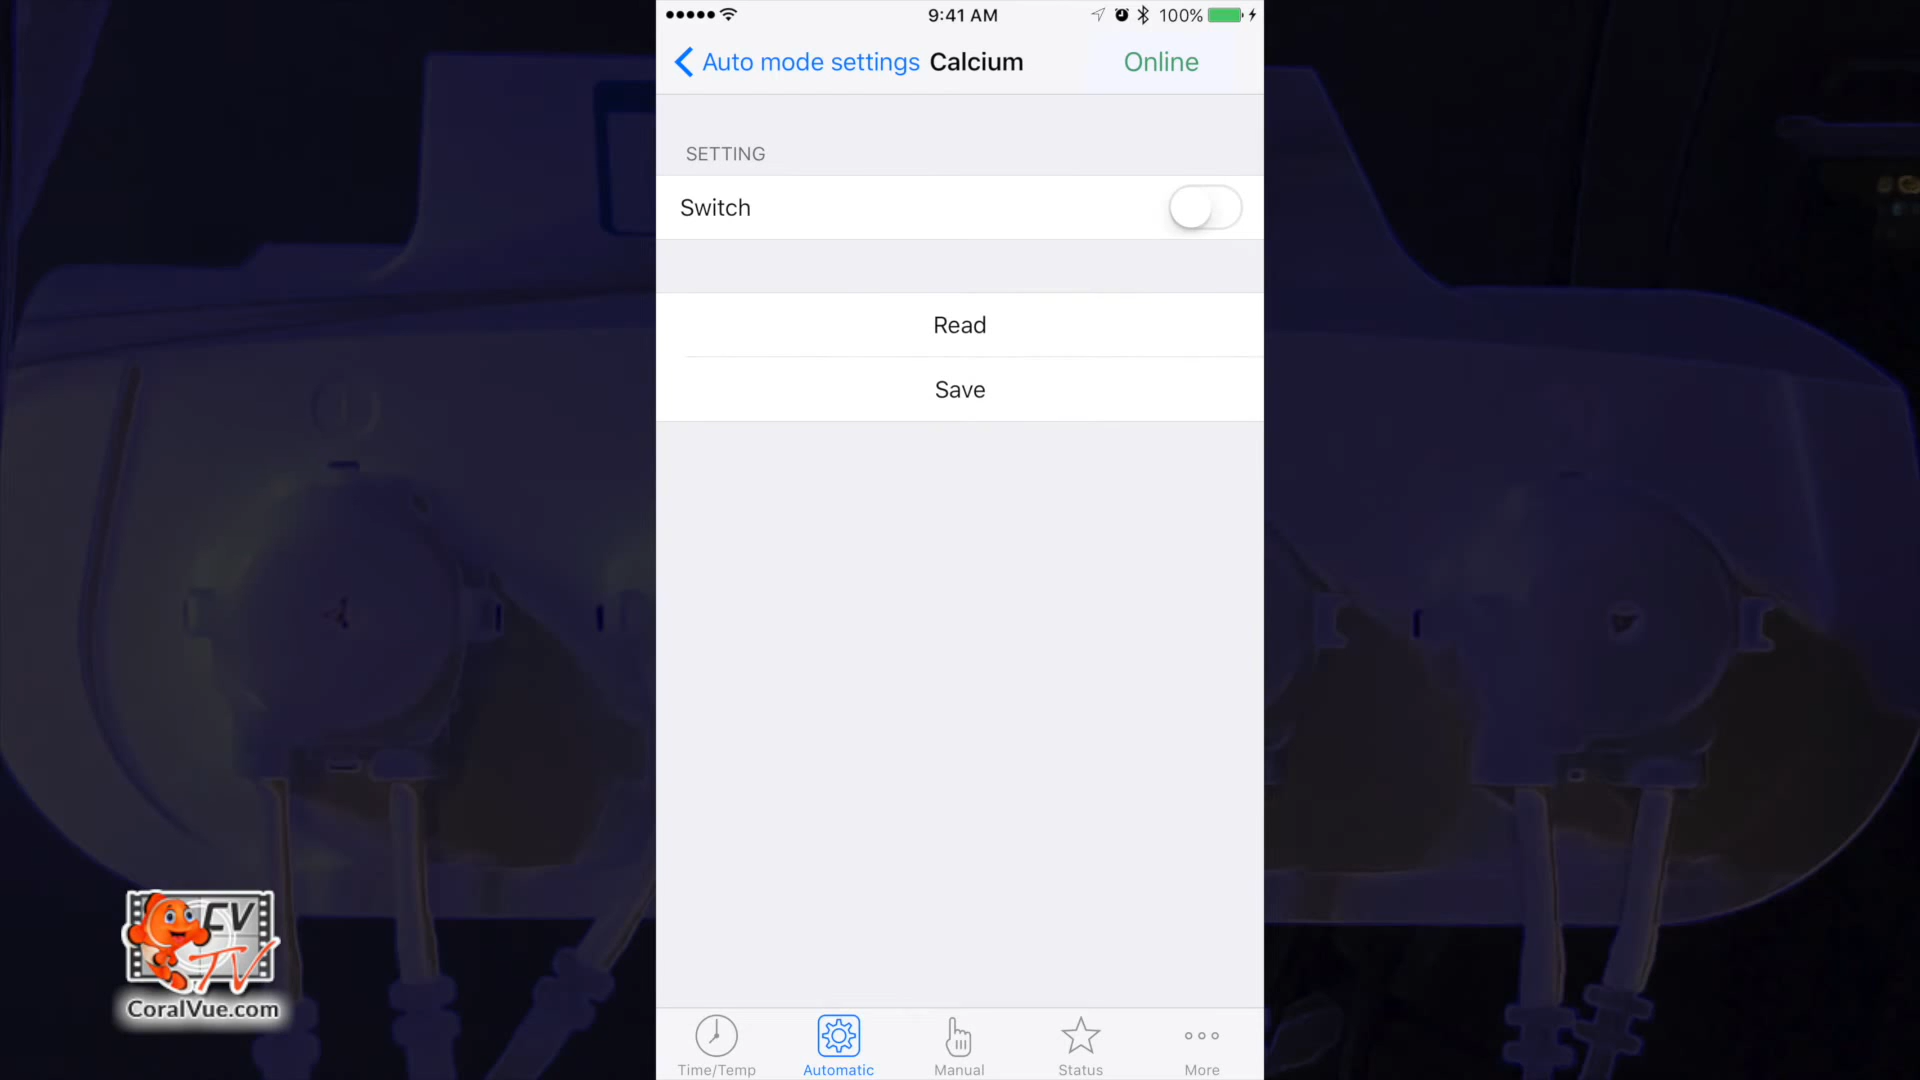 9:41 AM
100%
Auto mode settings Calcium Online
SETTING
Switch
Read
Save
CV
TV
CoralVue.com
Time/Temp Automatic Manual Status More